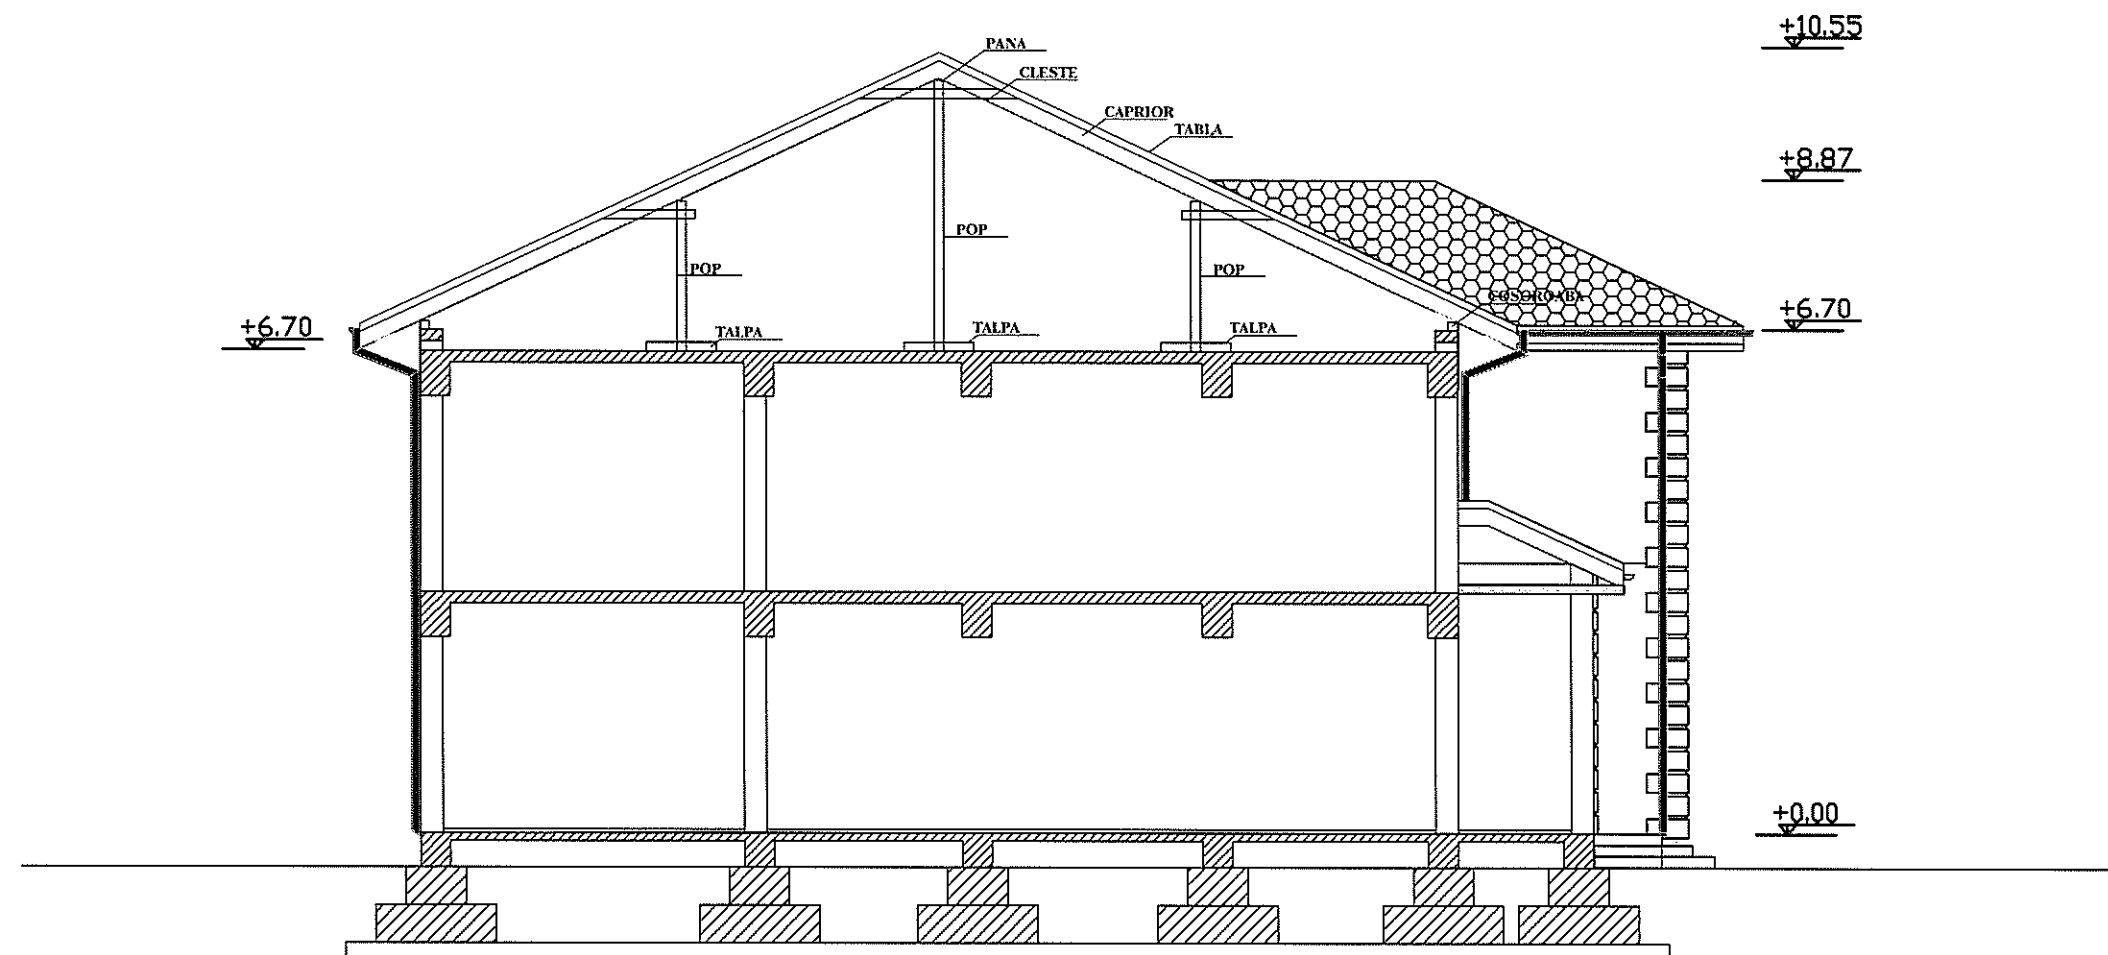 +10.55
PANA
CLESTE
CAPRIOR
TABLA
+8.87
POP
POP
POP
COSOROABA
+6.70
+6.70
TALPA
TALPA
TALPA
+0.00